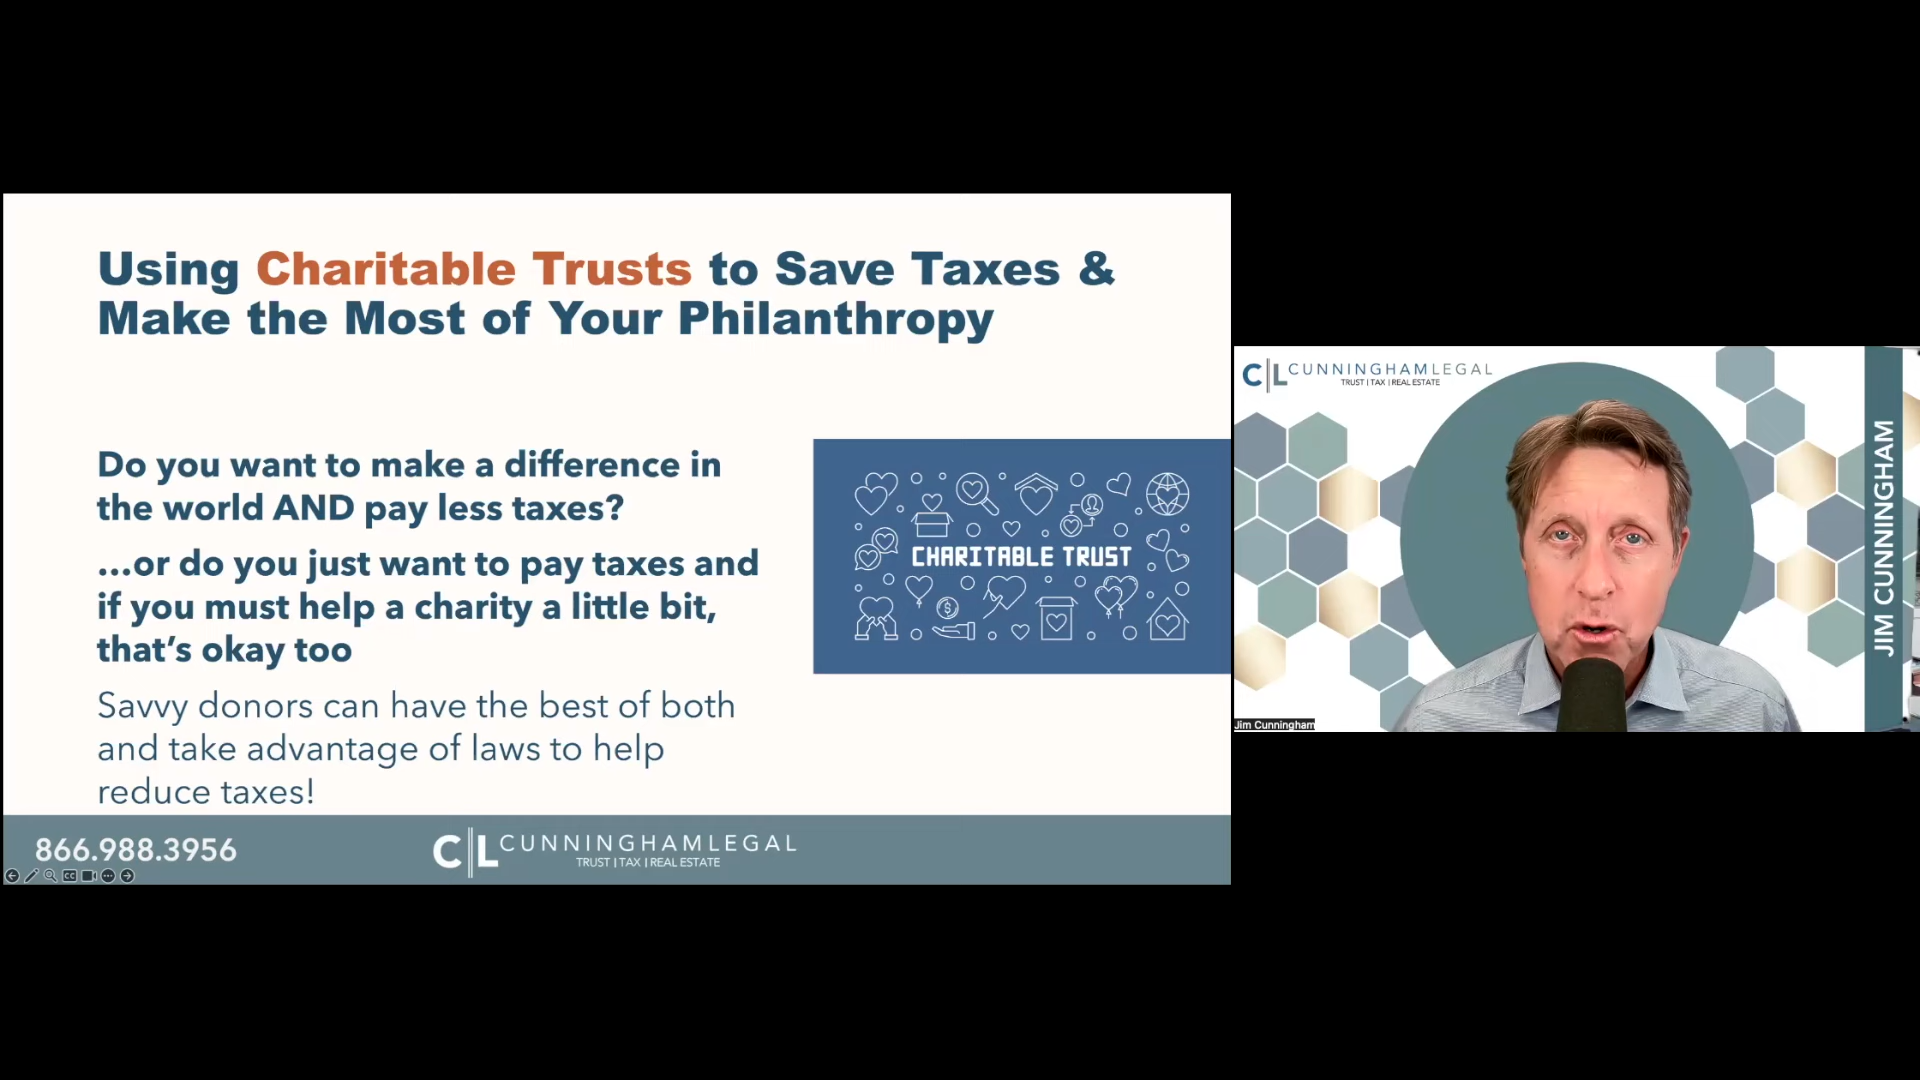 Using Charitable Trusts to Save Taxes &
Make the Most of Your Philanthropy
Do you want to make a difference in
the world AND pay less taxes?
...or do you just want to pay taxes and
if you must help a charity a little bit,
that's okay too
Savvy donors can have the best of both
and take advantage of laws to help
reduce taxes!
CHARITABLE TRUST
866.988.3956
CL CUNNINGHAMLEGAL
TRUST | TAX | REAL ESTATE
CL CUNNINGHAMLEGAL
TRUST | TAX | REAL ESTATE
JIM CUNNINGHAM
Jim Cunningham